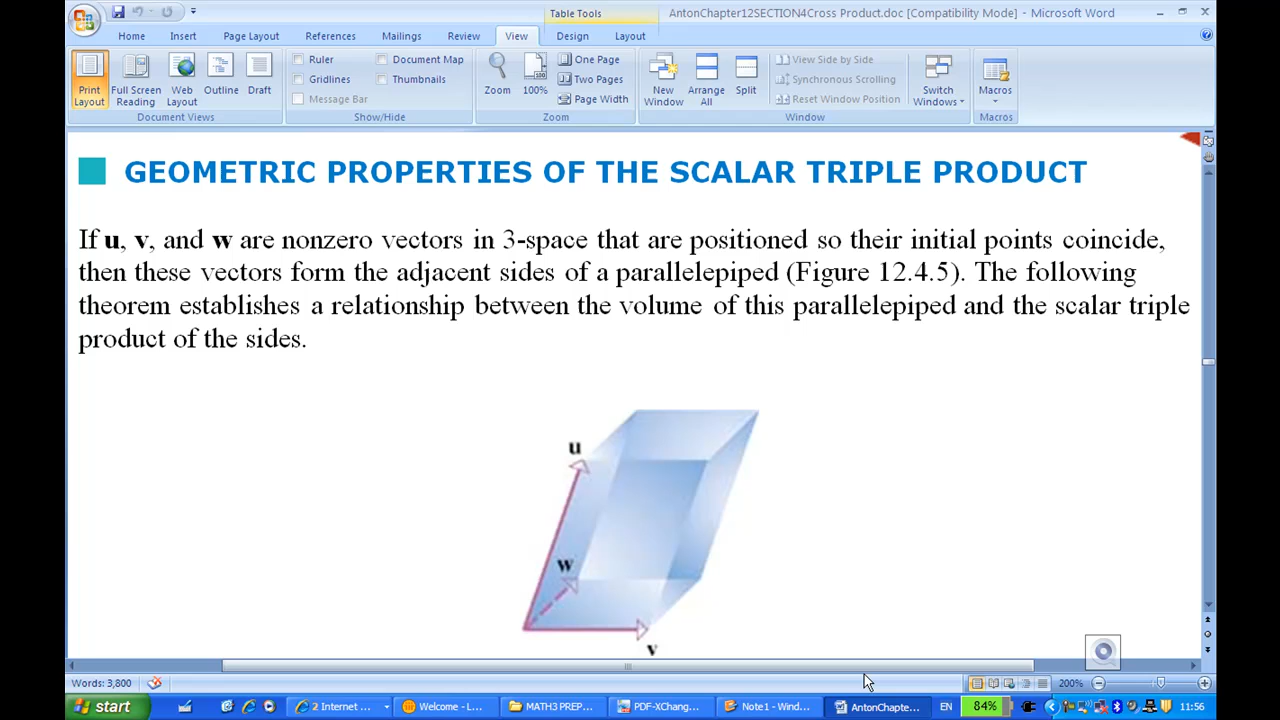 Table Tools
AntonChapter12SECTION4Cross Product.doc [Compatibility Mode] - Microsoft Word
Home Insert Page Layout References Mailings Review View Design Layout
Print Layout
Full Screen Reading
Web Layout
Outline
Draft
Document Views
Ruler
Gridlines
Message Bar
Document Map
Thumbnails
Show/Hide
Zoom
100%
One Page
Two Pages
Page Width
Zoom
New Window
Arrange All
Split
View Side by Side
Synchronous Scrolling
Reset Window Position
Switch Windows
Window
Macros
Macros
GEOMETRIC PROPERTIES OF THE SCALAR TRIPLE PRODUCT
If u, v, and w are nonzero vectors in 3-space that are positioned so their initial points coincide,
then these vectors form the adjacent sides of a parallelepiped (Figure 12.4.5). The following
theorem establishes a relationship between the volume of this parallelepiped and the scalar triple
product of the sides.
u
w
v
Words: 3,800
200%
start
2 Internet ...
Welcome - L...
MATH3 PREP...
PDF-XChang...
Note1 - Wind...
AntonChapte...
EN
84%
11:56